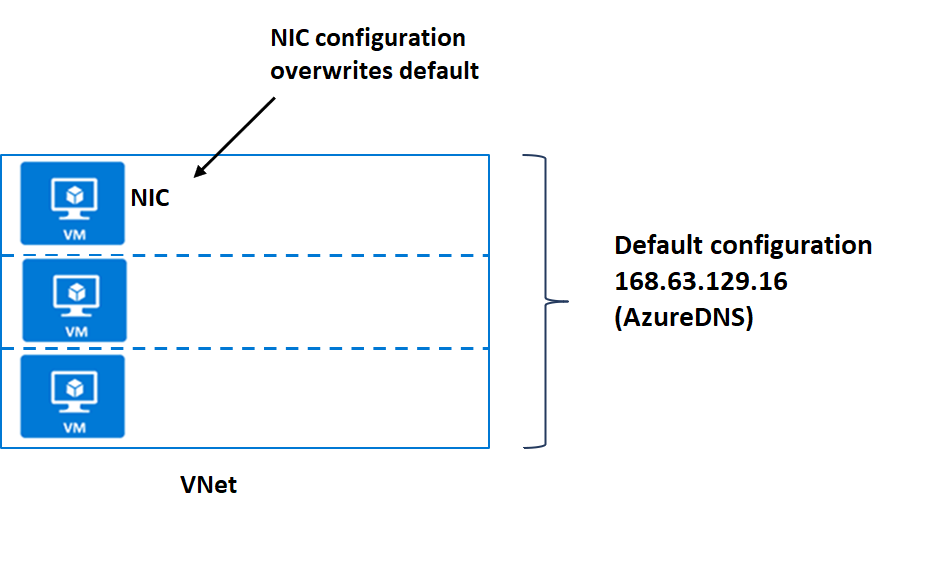 NIC configuration
overwrites default
VM
NIC
VM
VM
Default configuration
168.63.129.16
(AzureDNS)
VNet